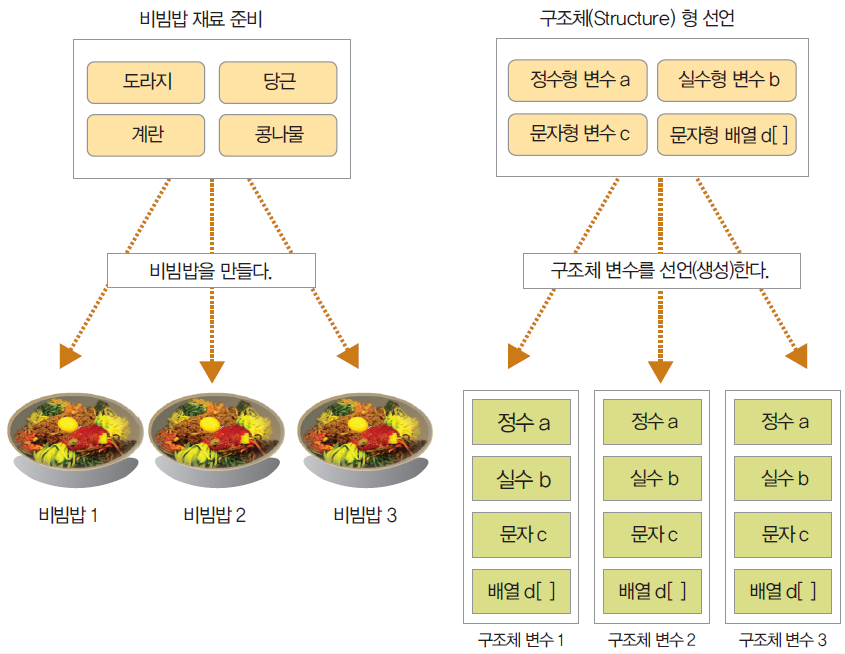 비빔밥 재료 준비
도라지
당근
계란
콩나물
비빔밥을 만들다.
비빔밥 1
비빔밥 2
비빔밥 3
구조체(Structure) 형 선언
정수형 변수 a
실수형 변수 b
문자형 변수 c
문자형 배열 d[ ]
구조체 변수를 선언(생성)한다.
정수 a
실수 b
문자 c
배열 d[ ]
구조체 변수 1
정수 a
실수 b
문자 c
배열 d[ ]
구조체 변수 2
정수 a
실수 b
문자 c
배열 d[ ]
구조체 변수 3